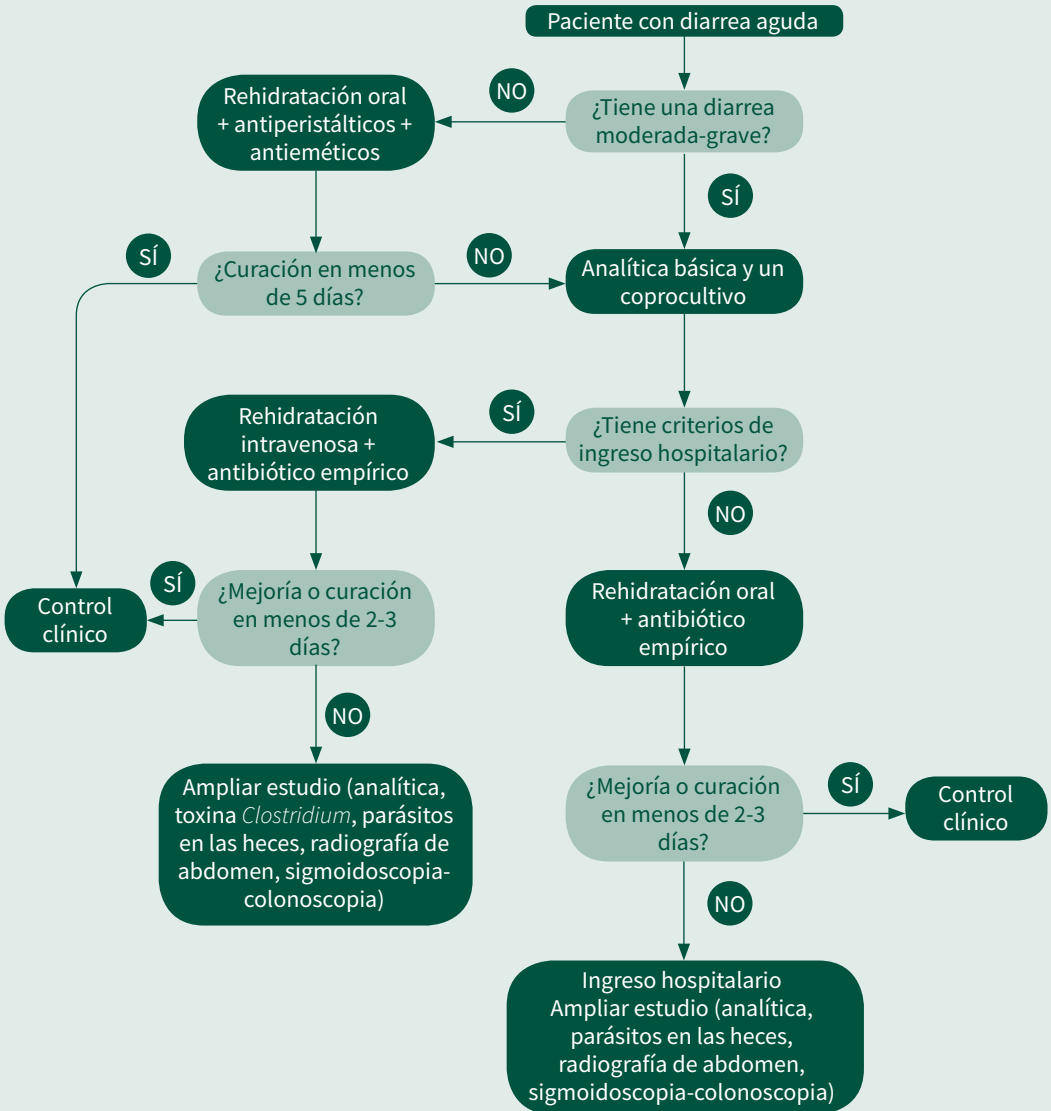 Paciente con diarrea aguda
NO
Rehidratación oral
+ antiperistálticos +
antieméticos
¿Tiene una diarrea
moderada-grave?
SÍ
SÍ
¿Curación en menos
de 5 días?
NO
Analítica básica y un
coprocultivo
Rehidratación
intravenosa +
antibiótico empírico
SÍ
¿Tiene criterios de
ingreso hospitalario?
NO
Control
clínico
SÍ
¿Mejoría o curación
en menos de 2-3
días?
Rehidratación oral
+ antibiótico
empírico
NO
Ampliar estudio (analítica,
toxina Clostridium, parásitos
en las heces, radiografía de
abdomen, sigmoidoscopia-
colonoscopia)
¿Mejoría o curación
en menos de 2-3
días?
SÍ
Control
clínico
NO
Ingreso hospitalario
Ampliar estudio (analítica,
parásitos en las heces,
radiografía de abdomen,
sigmoidoscopia-colonoscopia)